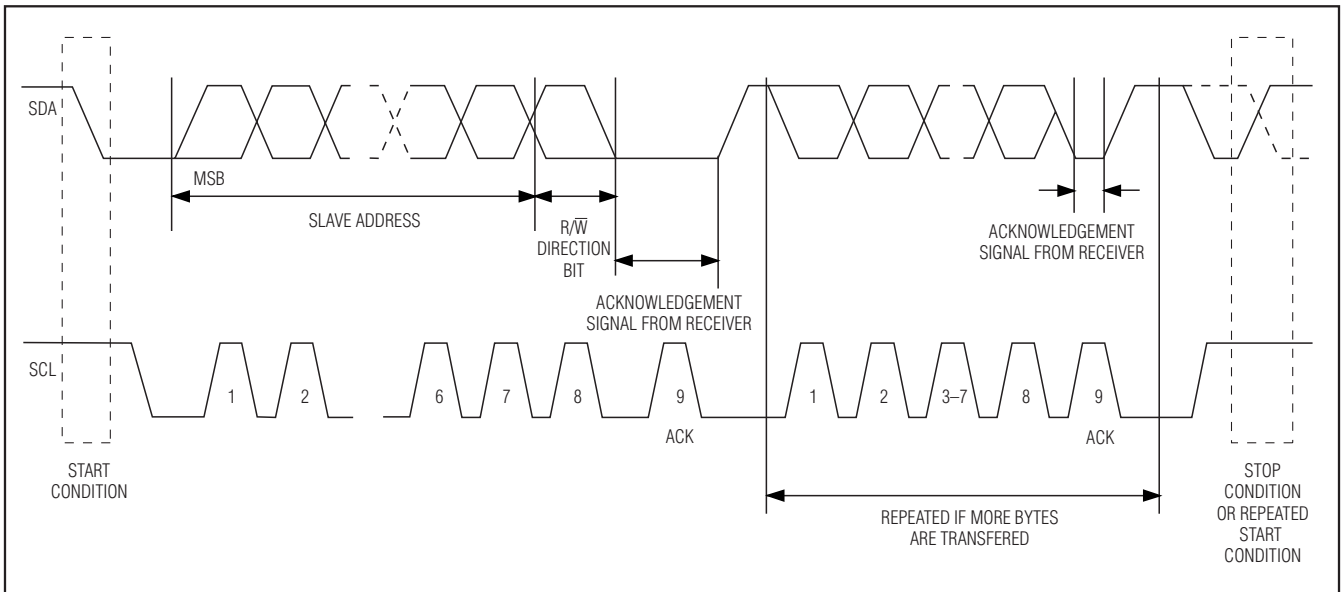 SDA
MSB
SLAVE ADDRESS
R/W̅
DIRECTION
BIT
ACKNOWLEDGEMENT
SIGNAL FROM RECEIVER
ACKNOWLEDGEMENT
SIGNAL FROM RECEIVER
SCL
1 2 6 7 8 9 1 2 3–7 8 9
ACK ACK
START
CONDITION
REPEATED IF MORE BYTES
ARE TRANSFERED
STOP
CONDITION
OR REPEATED
START
CONDITION